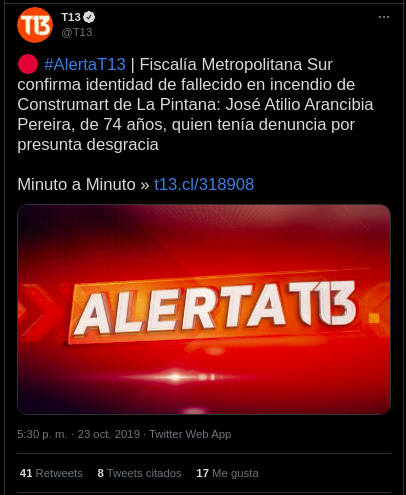 T13
T13
@T13
#AlertaT13 | Fiscalía Metropolitana Sur
confirma identidad de fallecido en incendio de
Construmart de La Pintana: José Atilio Arancibia
Pereira, de 74 años, quien tenía denuncia por
presunta desgracia
Minuto a Minuto » t13.cl/318908
ALERTAT13.
5:30 p. m. · 23 oct. 2019 · Twitter Web App
41 Retweets 8 Tweets citados 17 Me gusta